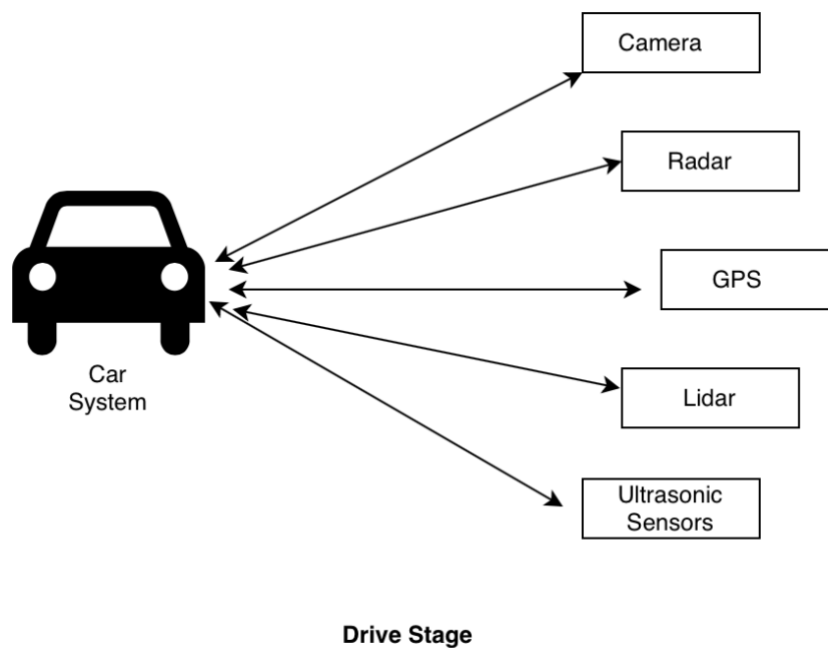 Camera
Radar
GPS
Lidar
Ultrasonic
Sensors
Car
System
Drive Stage